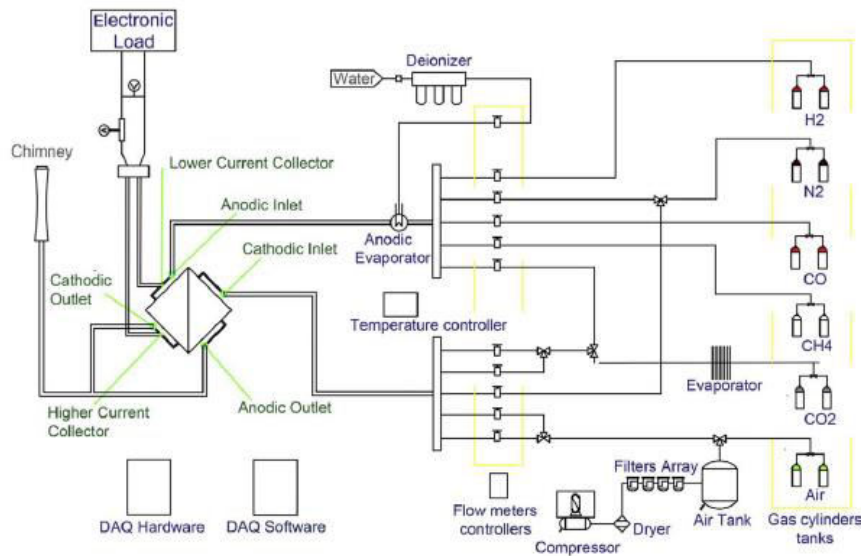 Electronic
Load
Deionizer
Water
H2
Chimney
Lower Current Collector
Anodic Inlet
N2
Anodic
Evaporator
Cathodic Inlet
CO
Cathodic
Outlet
Temperature controller
CH4
Evaporator
Higher Current
Collector
Anodic Outlet
CO2
Filters Array
Air
DAQ Hardware
DAQ Software
Flow meters
controllers
Compressor
Dryer
Air Tank
Gas cylinders
tanks